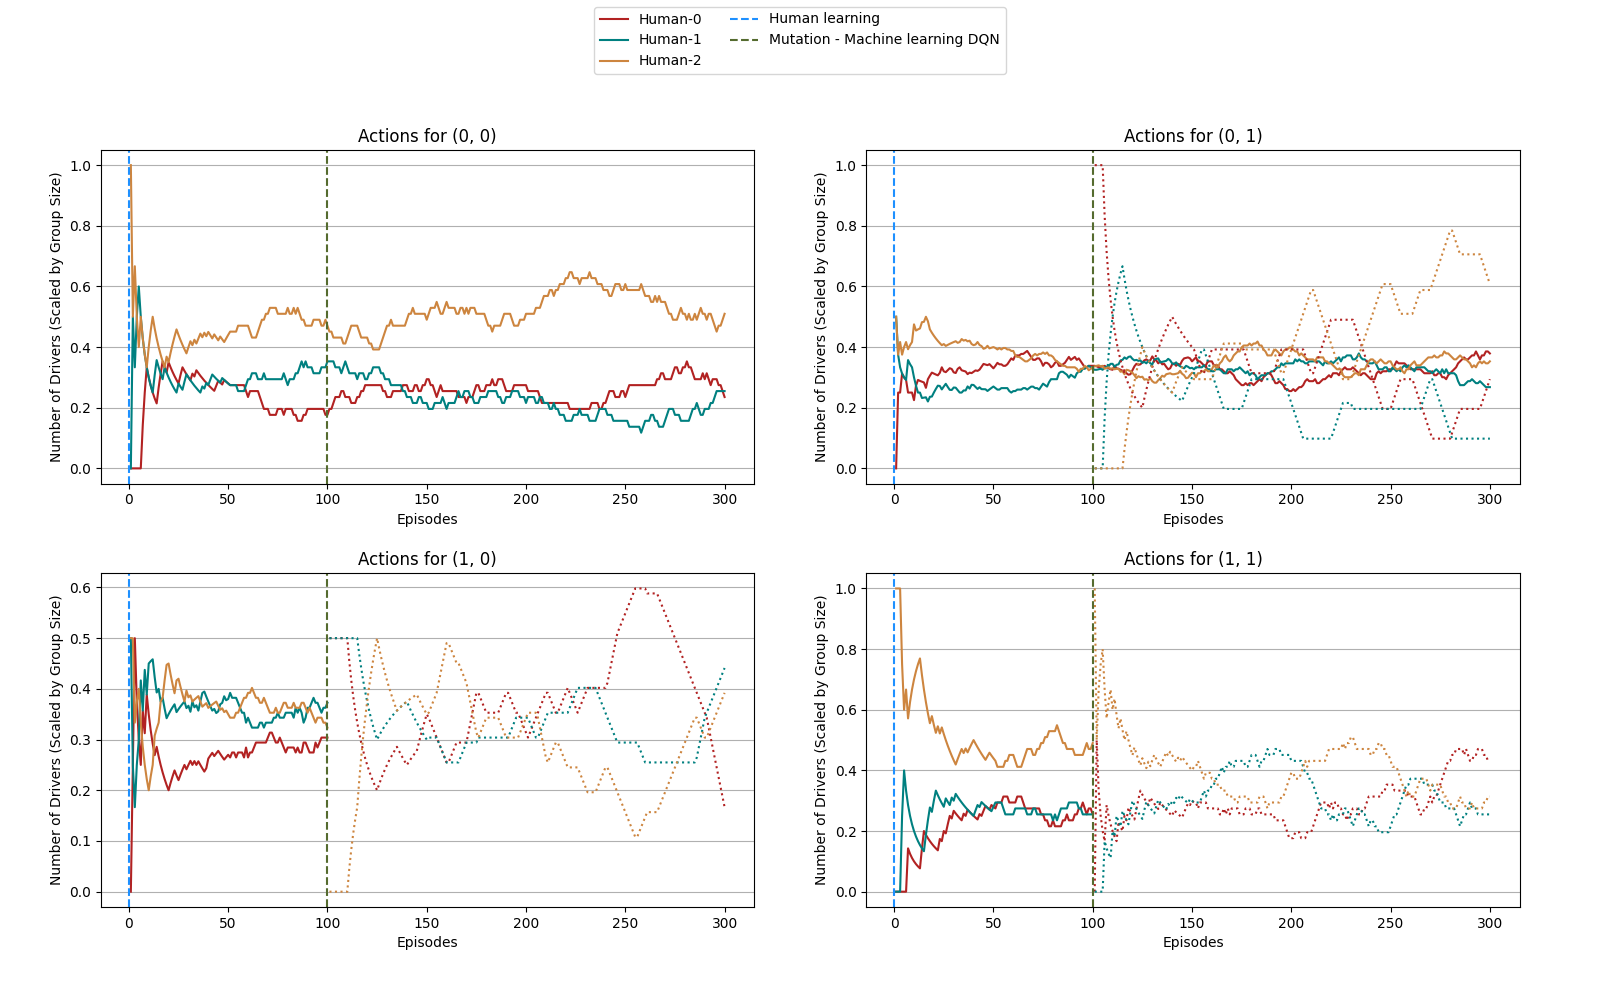 Human-0
Human-1
Human-2
Human learning
Mutation - Machine learning DQN
Actions for (0, 0)
Number of Drivers (Scaled by Group Size)
1.0
0.8
0.6
0.4
0.2
0.0
0 50 100 150 200 250 300
Episodes
Actions for (0, 1)
Number of Drivers (Scaled by Group Size)
1.0
0.8
0.6
0.4
0.2
0.0
0 50 100 150 200 250 300
Episodes
Actions for (1, 0)
Number of Drivers (Scaled by Group Size)
0.6
0.5
0.4
0.3
0.2
0.1
0.0
0 50 100 150 200 250 300
Episodes
Actions for (1, 1)
Number of Drivers (Scaled by Group Size)
1.0
0.8
0.6
0.4
0.2
0.0
0 50 100 150 200 250 300
Episodes